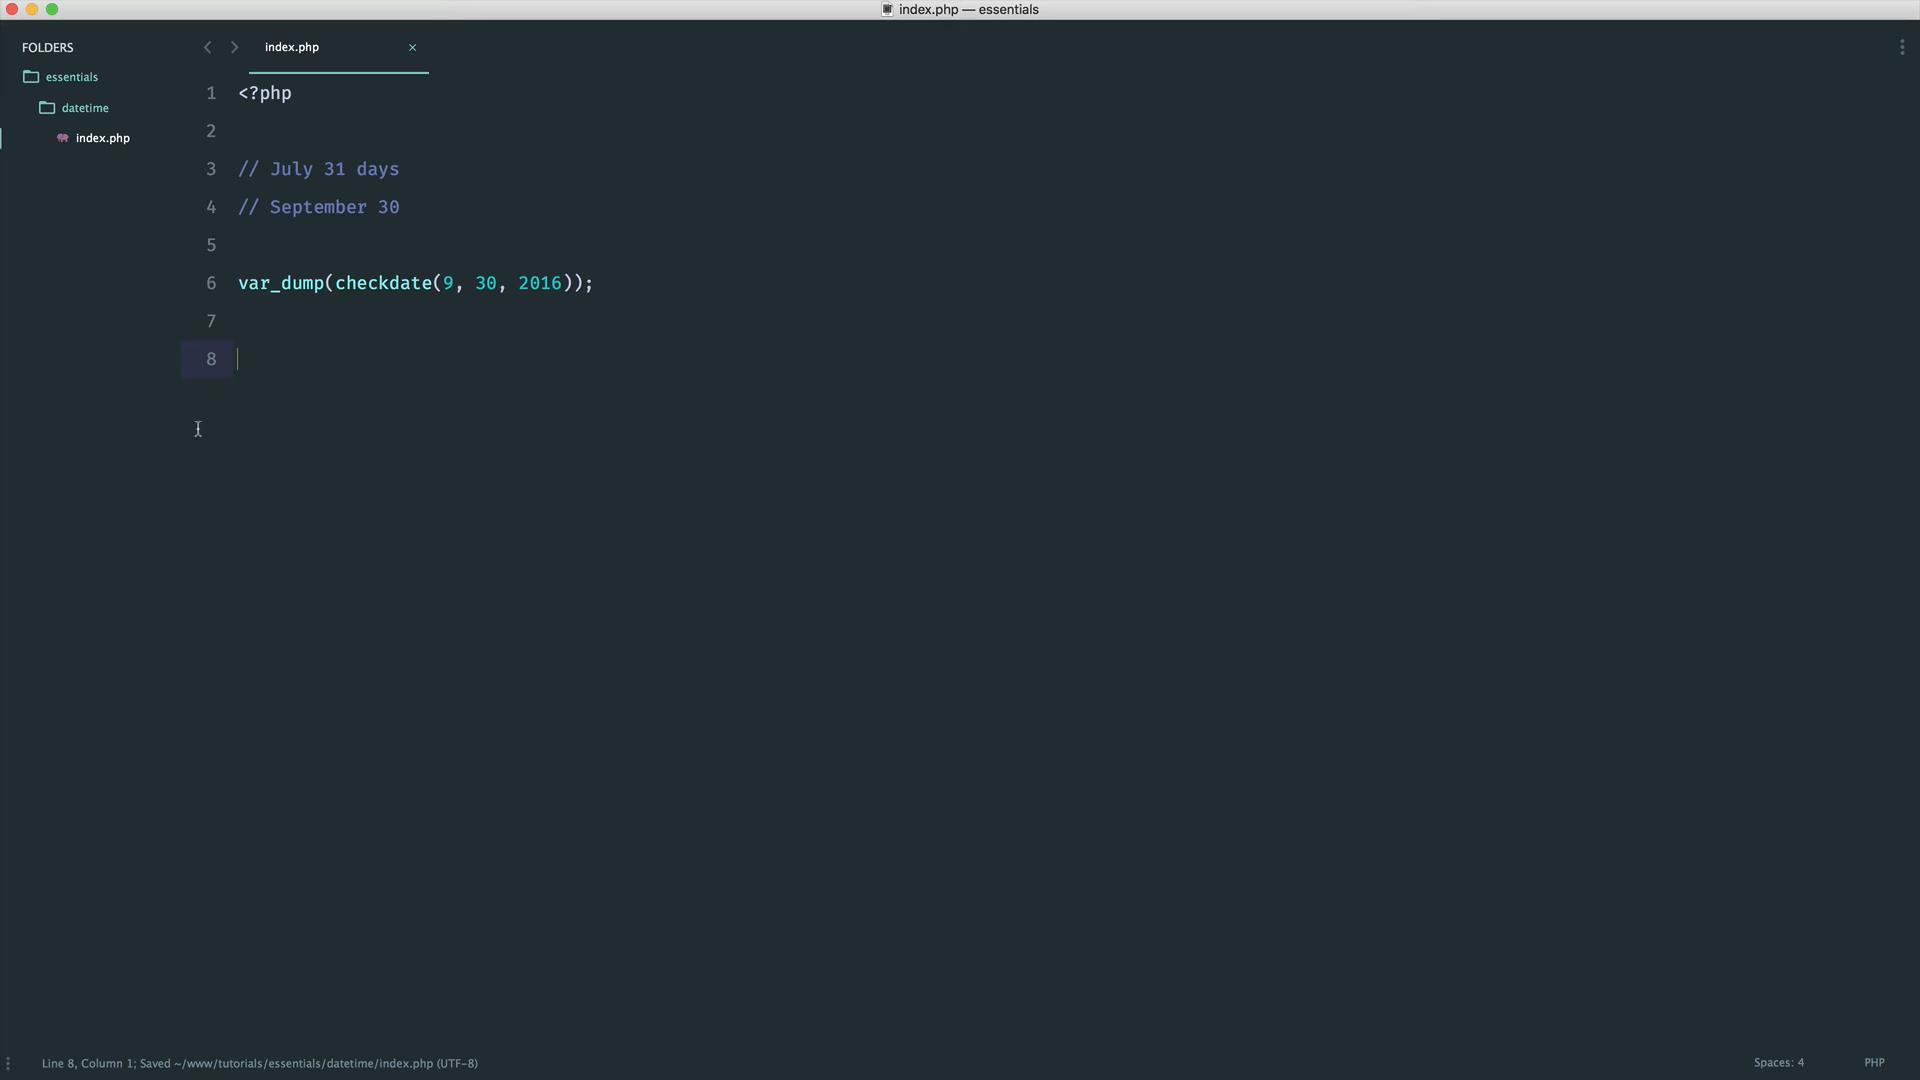 index.php — essentials
FOLDERS
essentials
datetime
index.php
index.php ×
1 <?php
2
3 // July 31 days
4 // September 30
5
6 var_dump(checkdate(9, 30, 2016));
7
8
Line 8, Column 1; Saved ~/www/tutorials/essentials/datetime/index.php (UTF-8)
Spaces: 4
PHP